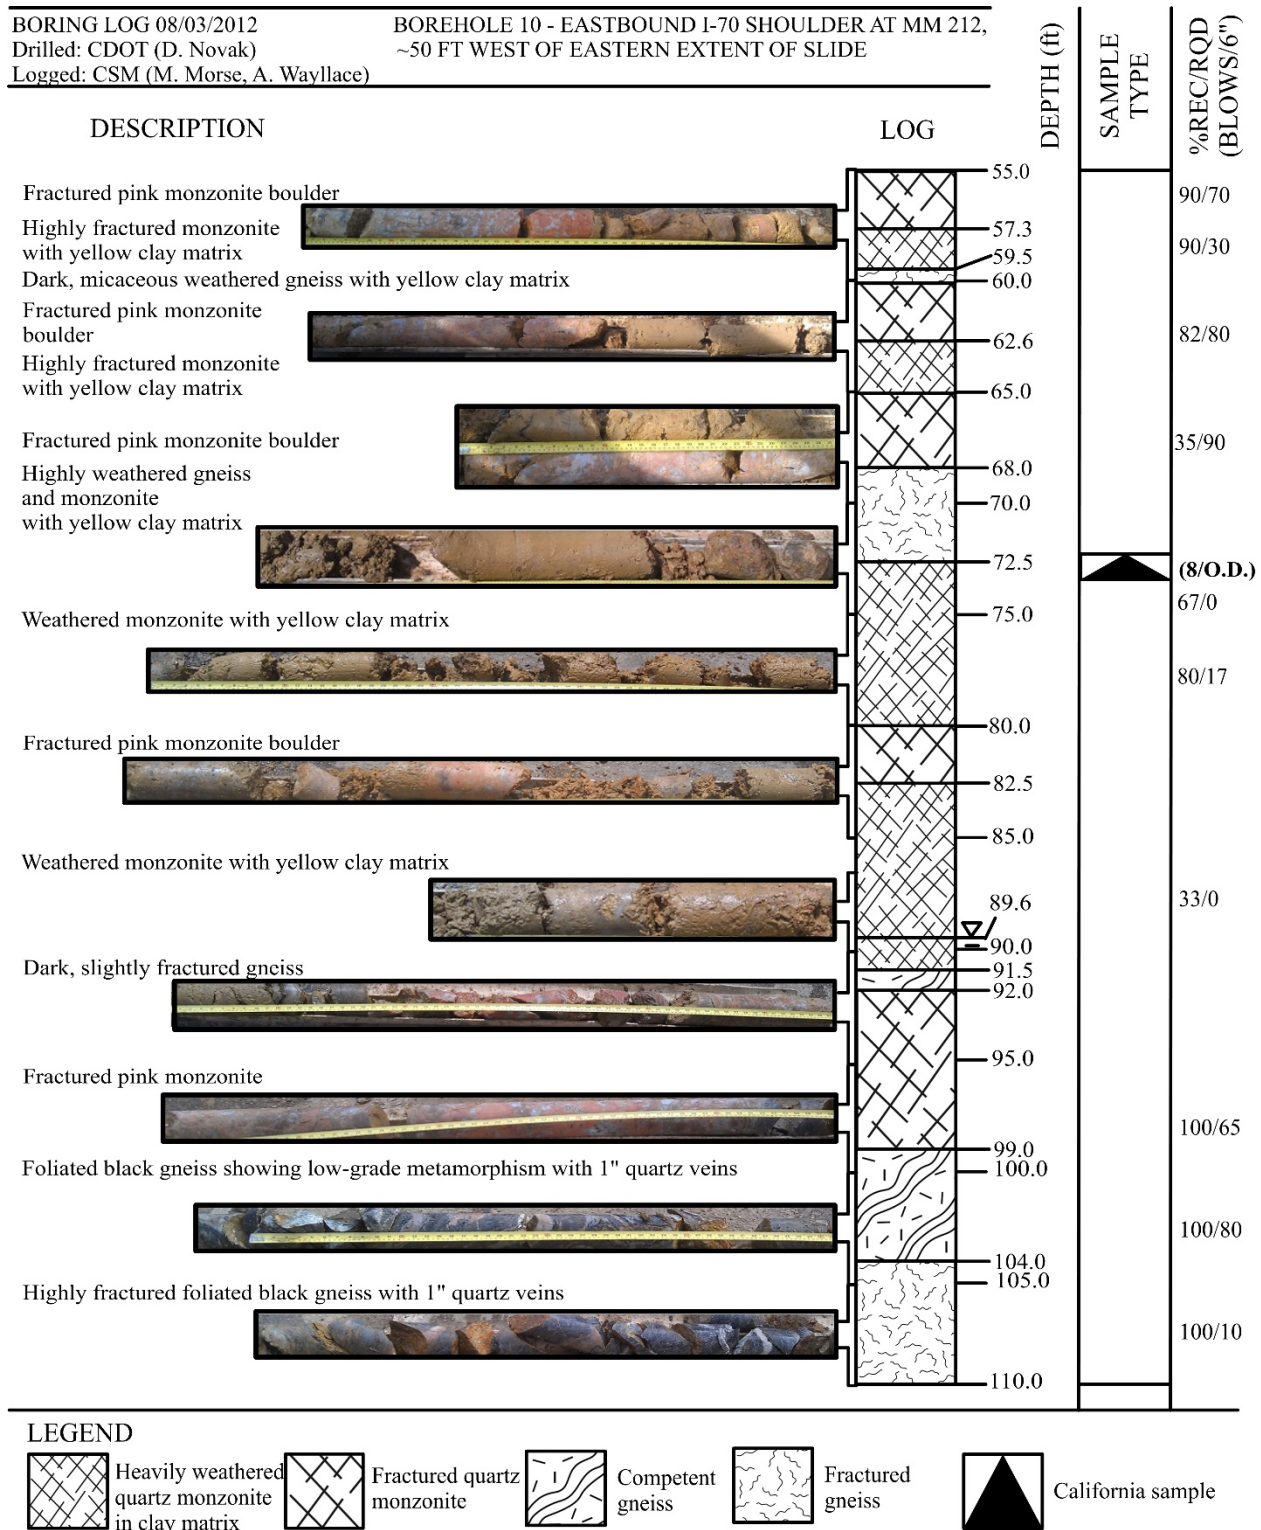 BORING LOG 08/03/2012
Drilled: CDOT (D. Novak)
Logged: CSM (M. Morse, A. Wayllace)
BOREHOLE 10 - EASTBOUND I-70 SHOULDER AT MM 212,
~50 FT WEST OF EASTERN EXTENT OF SLIDE
DESCRIPTION
LOG
DEPTH (ft)
SAMPLE
TYPE
%REC/RQD
(BLOWS/6")
Fractured pink monzonite boulder
Highly fractured monzonite
with yellow clay matrix
Dark, micaceous weathered gneiss with yellow clay matrix
Fractured pink monzonite
boulder
Highly fractured monzonite
with yellow clay matrix
Fractured pink monzonite boulder
Highly weathered gneiss
and monzonite
with yellow clay matrix
Weathered monzonite with yellow clay matrix
Fractured pink monzonite boulder
Weathered monzonite with yellow clay matrix
Dark, slightly fractured gneiss
Fractured pink monzonite
Foliated black gneiss showing low-grade metamorphism with 1" quartz veins
Highly fractured foliated black gneiss with 1" quartz veins
55.0
57.3
59.5
60.0
62.6
65.0
68.0
70.0
72.5
75.0
80.0
82.5
85.0
89.6
90.0
91.5
92.0
95.0
99.0
100.0
104.0
105.0
110.0
90/70
90/30
82/80
35/90
(8/O.D.)
67/0
80/17
33/0
100/65
100/80
100/10
LEGEND
Heavily weathered
quartz monzonite
in clay matrix
Fractured quartz
monzonite
Competent
gneiss
Fractured
gneiss
California sample